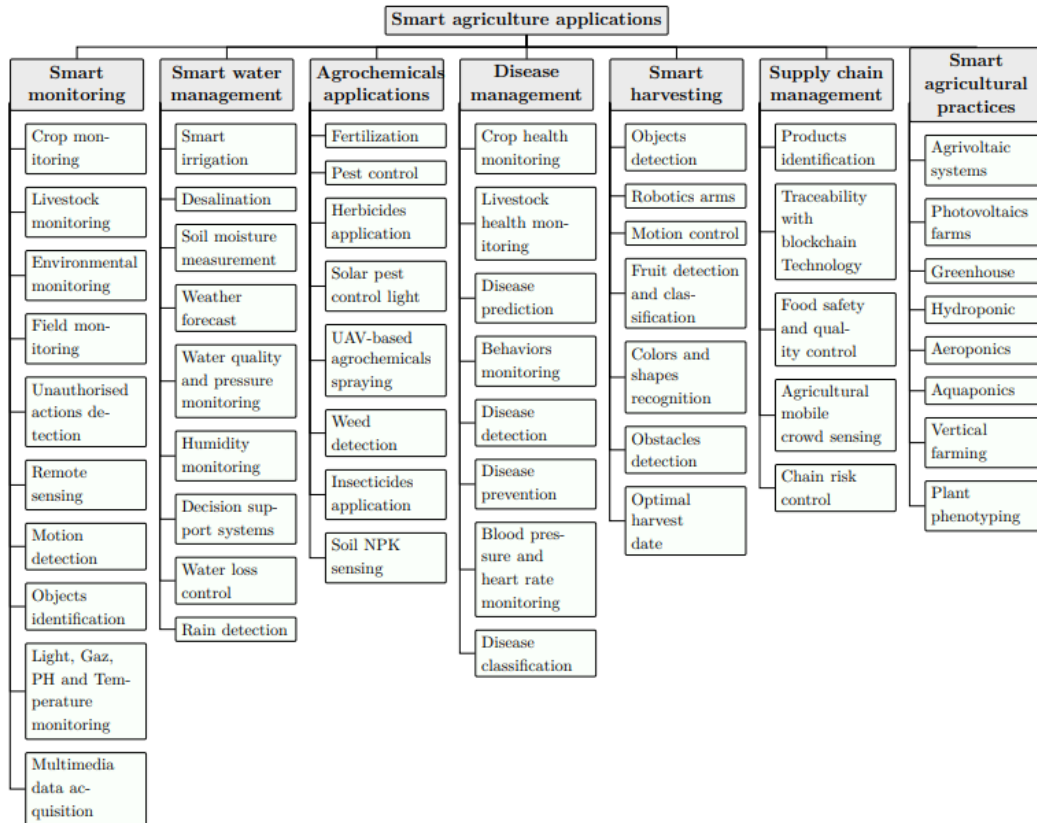 Smart agriculture applications
Smart
monitoring
Crop mon-
itoring
Livestock
monitoring
Environmental
monitoring
Field mon-
itoring
Unauthorised
actions de-
tection
Remote
sensing
Motion
detection
Objects
identification
Light, Gaz,
PH and Tem-
perature
monitoring
Multimedia
data ac-
quisition
Smart water
management
Smart
irrigation
Desalination
Soil moisture
measurement
Weather
forecast
Water quality
and pressure
monitoring
Humidity
monitoring
Decision sup-
port systems
Water loss
control
Rain detection
Agrochemicals
applications
Fertilization
Pest control
Herbicides
application
Solar pest
control light
UAV-based
agrochemicals
spraying
Weed
detection
Insecticides
application
Soil NPK
sensing
Disease
management
Crop health
monitoring
Livestock
health mon-
itoring
Disease
prediction
Behaviors
monitoring
Disease
detection
Disease
prevention
Blood pres-
sure and
heart rate
monitoring
Disease
classification
Smart
harvesting
Objects
detection
Robotics arms
Motion control
Fruit detection
and clas-
sification
Colors and
shapes
recognition
Obstacles
detection
Optimal
harvest
date
Supply chain
management
Products
identification
Traceability
with
blockchain
Technology
Food safety
and qual-
ity control
Agricultural
mobile
crowd sensing
Chain risk
control
Smart
agricultural
practices
Agrivoltaic
systems
Photovoltaics
farms
Greenhouse
Hydroponic
Aeroponics
Aquaponics
Vertical
farming
Plant
phenotyping